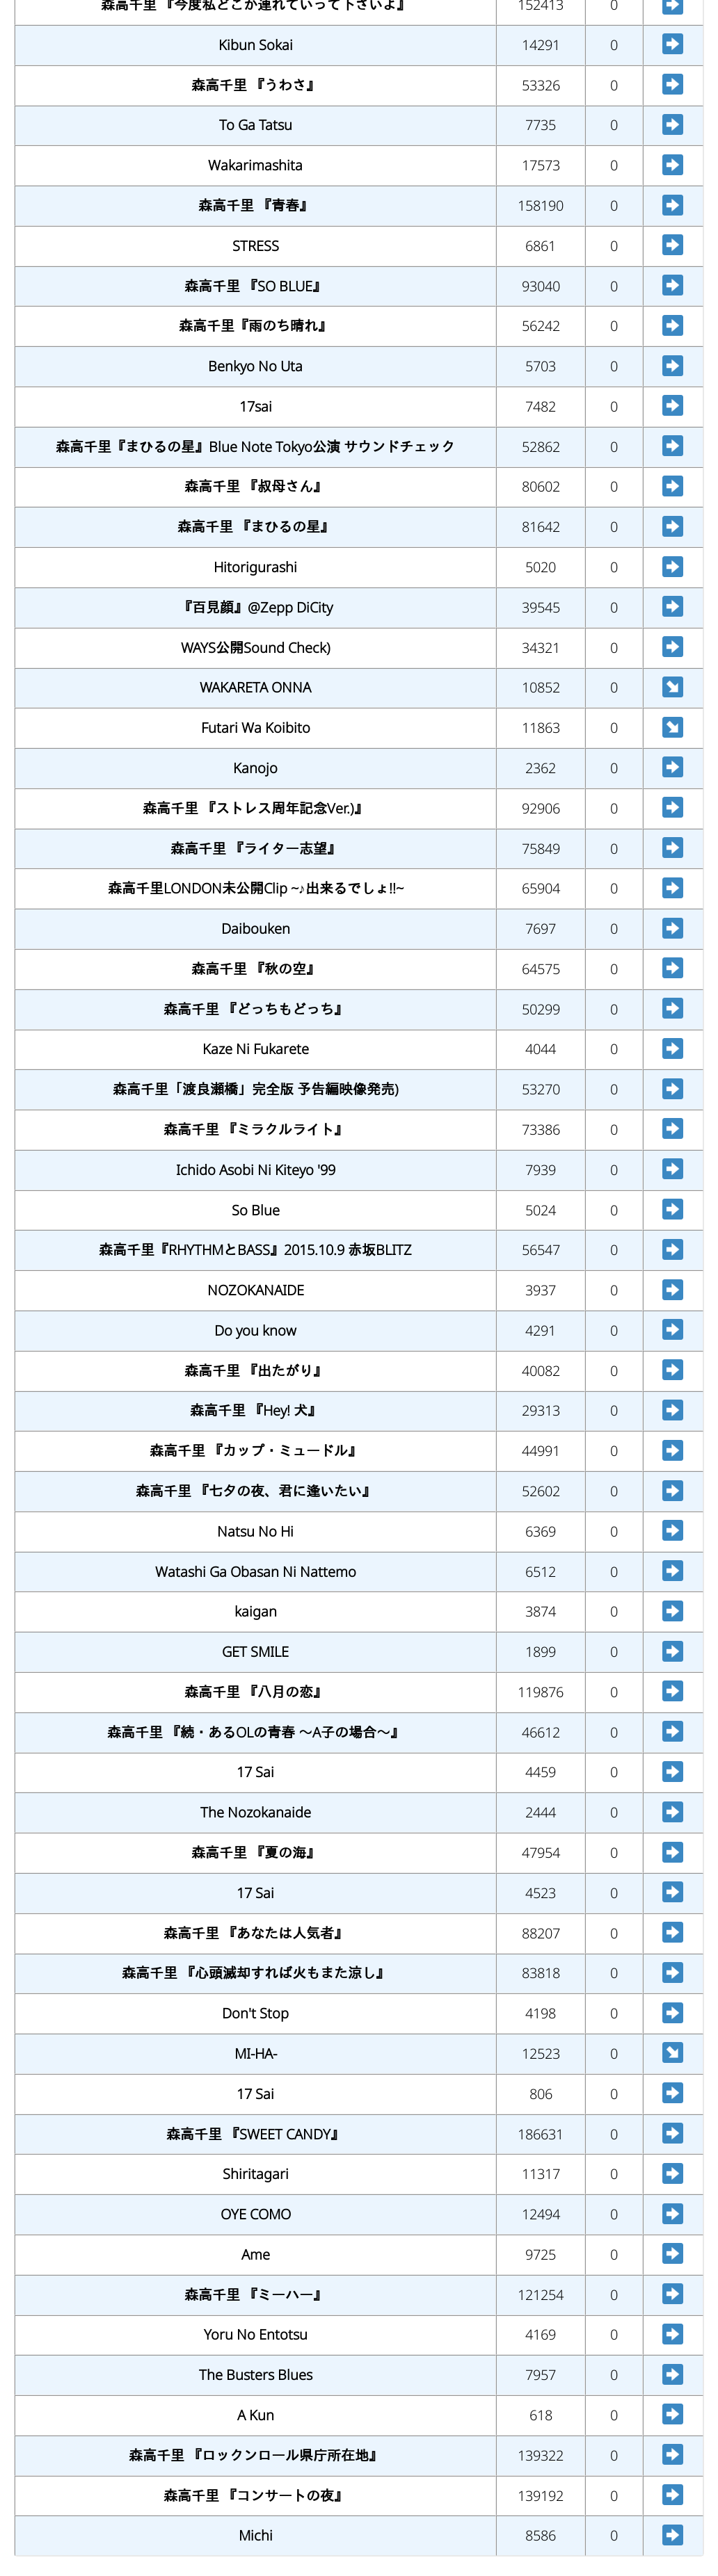 森高千里 『今度私どこか連れていって下さいよ』 152413 0
Kibun Sokai 14291 0
森高千里 『うわさ』 53326 0
To Ga Tatsu 7735 0
Wakarimashita 17573 0
森高千里 『青春』 158190 0
STRESS 6861 0
森高千里 『SO BLUE』 93040 0
森高千里『雨のち晴れ』 56242 0
Benkyo No Uta 5703 0
17sai 7482 0
森高千里『まひるの星』Blue Note Tokyo公演 サウンドチェック 52862 0
森高千里 『叔母さん』 80602 0
森高千里 『まひるの星』 81642 0
Hitorigurashi 5020 0
『百見顔』@Zepp DiCity 39545 0
WAYS公開Sound Check) 34321 0
WAKARETA ONNA 10852 0
Futari Wa Koibito 11863 0
Kanojo 2362 0
森高千里 『ストレス周年記念Ver.)』 92906 0
森高千里 『ライター志望』 75849 0
森高千里LONDON未公開Clip ~♪出来るでしょ!!~ 65904 0
Daibouken 7697 0
森高千里 『秋の空』 64575 0
森高千里 『どっちもどっち』 50299 0
Kaze Ni Fukarete 4044 0
森高千里「渡良瀬橋」完全版 予告編映像発売) 53270 0
森高千里 『ミラクルライト』 73386 0
Ichido Asobi Ni Kiteyo '99 7939 0
So Blue 5024 0
森高千里『RHYTHMとBASS』2015.10.9 赤坂BLITZ 56547 0
NOZOKANAIDE 3937 0
Do you know 4291 0
森高千里 『出たがり』 40082 0
森高千里 『Hey! 犬』 29313 0
森高千里 『カップ・ミュードル』 44991 0
森高千里 『七夕の夜、君に逢いたい』 52602 0
Natsu No Hi 6369 0
Watashi Ga Obasan Ni Nattemo 6512 0
kaigan 3874 0
GET SMILE 1899 0
森高千里 『八月の恋』 119876 0
森高千里 『続・あるOLの青春 ～A子の場合～』 46612 0
17 Sai 4459 0
The Nozokanaide 2444 0
森高千里 『夏の海』 47954 0
17 Sai 4523 0
森高千里 『あなたは人気者』 88207 0
森高千里 『心頭滅却すれば火もまた涼し』 83818 0
Don't Stop 4198 0
MI-HA- 12523 0
17 Sai 806 0
森高千里 『SWEET CANDY』 186631 0
Shiritagari 11317 0
OYE COMO 12494 0
Ame 9725 0
森高千里 『ミーハー』 121254 0
Yoru No Entotsu 4169 0
The Busters Blues 7957 0
A Kun 618 0
森高千里 『ロックンロール県庁所在地』 139322 0
森高千里 『コンサートの夜』 139192 0
Michi 8586 0